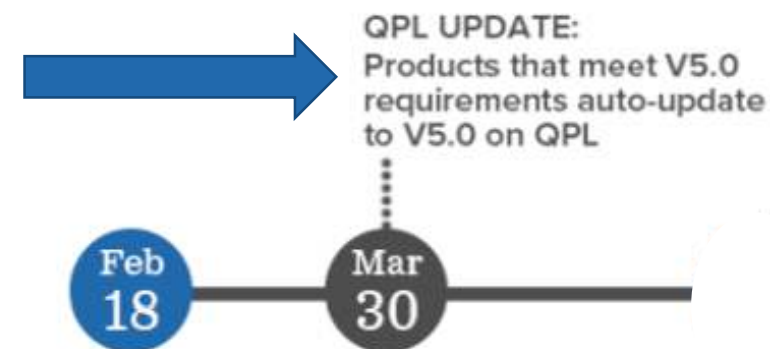 QPL UPDATE:
Products that meet V5.0
requirements auto-update
to V5.0 on QPL
Feb
18
Mar
30